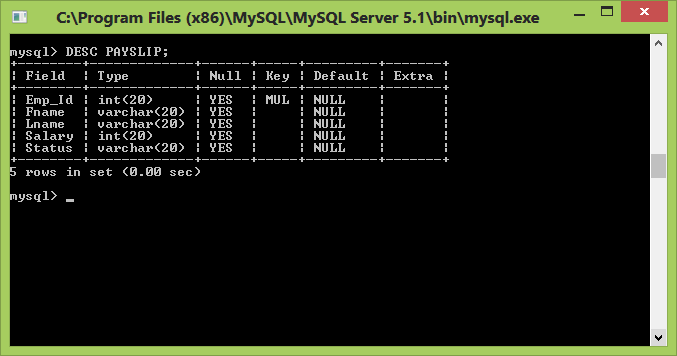 C:\Program Files (x86)\MySQL\MySQL Server 5.1\bin\mysql.exe
mysql> DESC PAYSLIP;
+--------+-------------+------+-----+---------+-------+
| Field  | Type        | Null | Key | Default | Extra |
+--------+-------------+------+-----+---------+-------+
| Emp_Id | int(20)     | YES  | MUL | NULL    |       |
| Fname  | varchar(20) | YES  |     | NULL    |       |
| Lname  | varchar(20) | YES  |     | NULL    |       |
| Salary | int(20)     | YES  |     | NULL    |       |
| Status | varchar(20) | YES  |     | NULL    |       |
+--------+-------------+------+-----+---------+-------+
5 rows in set (0.00 sec)
mysql> _